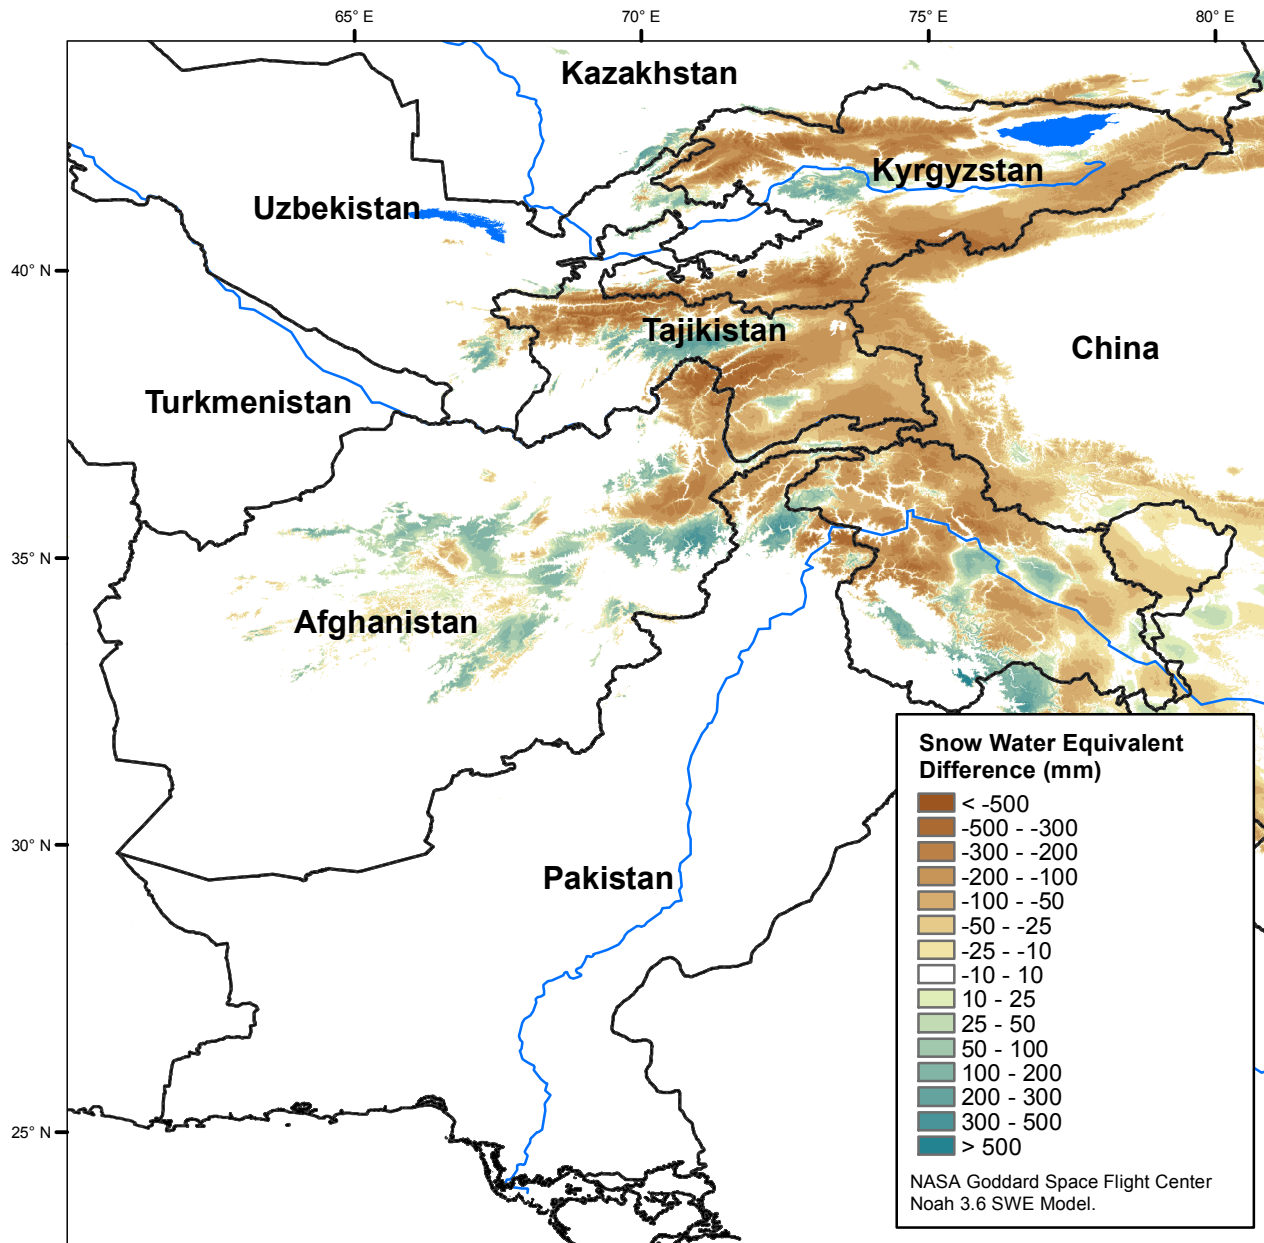 65° E
70° E
75° E
80° E
Kazakhstan
Kyrgyzstan
Uzbekistan
40° N
Tajikistan
China
Turkmenistan
35° N
Afghanistan
30° N
Pakistan
25° N
Snow Water Equivalent
Difference (mm)
< -500
-500 - -300
-300 - -200
-200 - -100
-100 - -50
-50 - -25
-25 - -10
-10 - 10
10 - 25
25 - 50
50 - 100
100 - 200
200 - 300
300 - 500
> 500
NASA Goddard Space Flight Center
Noah 3.6 SWE Model.